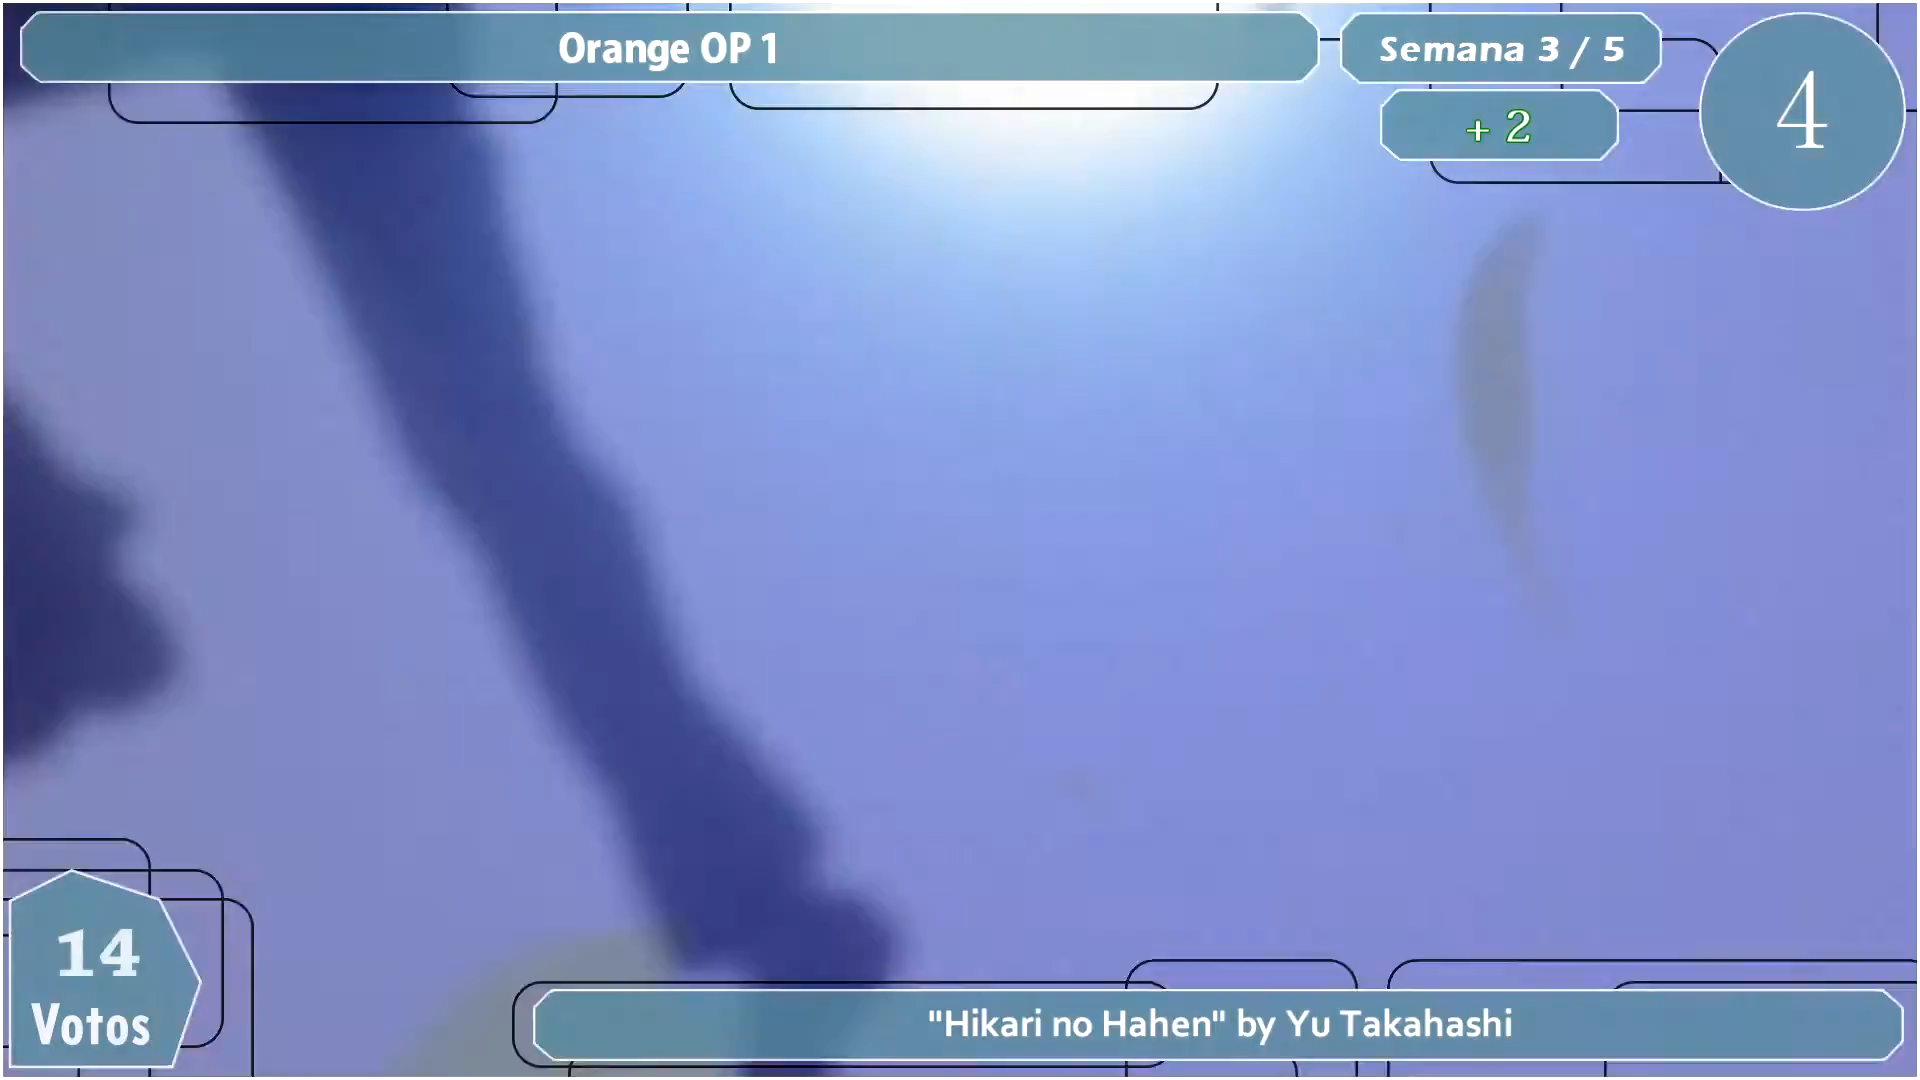 Orange OP 1
Semana 3 / 5
+ 2
4
14
Votos
"Hikari no Hahen" by Yu Takahashi